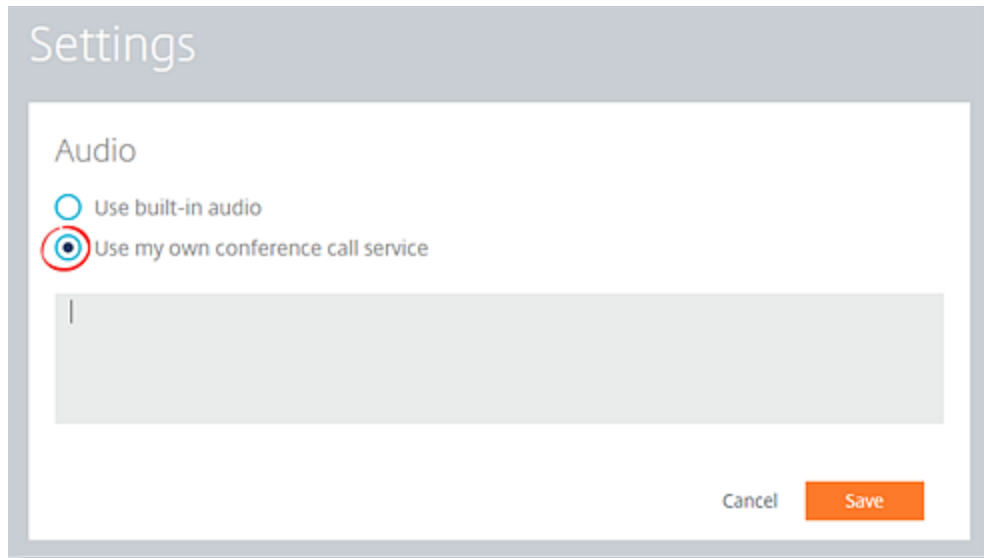 Settings
Audio
Use built-in audio
Use my own conference call service
Cancel Save